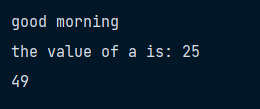 good morning
the value of a is: 25
49